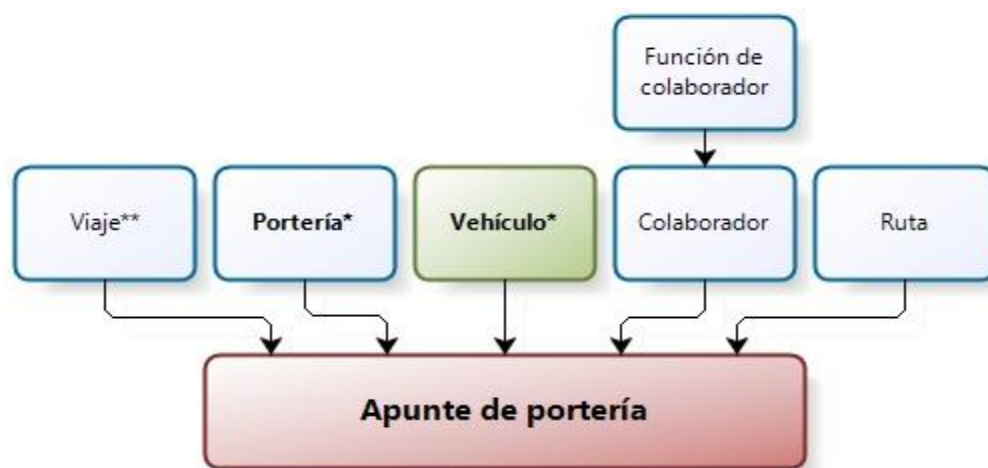 Función de
colaborador
Viaje**
Portería*
Vehículo*
Colaborador
Ruta
Apunte de portería